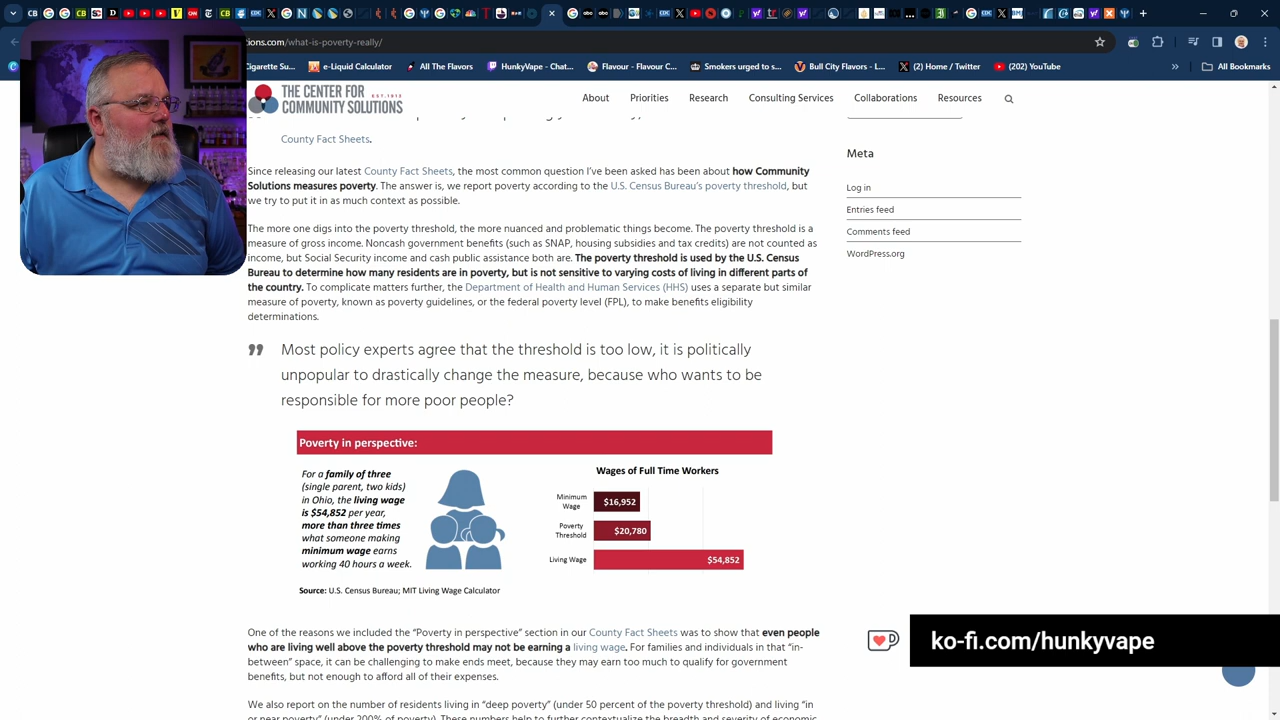 tions.com/what-is-poverty-really/
igarette Su...
e-Liquid Calculator
All The Flavors
HunkyVape - Chat...
Flavour – Flavour C...
Smokers urged to s...
Bull City Flavors - L...
(2) Home / Twitter
(202) YouTube
»
All Bookmarks
THE CENTER FOR
COMMUNITY SOLUTIONS
EST.1913
About
Priorities
Research
Consulting Services
Collaborations
Resources
County Fact Sheets.
Since releasing our latest County Fact Sheets, the most common question I've been asked has been about how Community
Solutions measures poverty. The answer is, we report poverty according to the U.S. Census Bureau's poverty threshold, but
we try to put it in as much context as possible.
The more one digs into the poverty threshold, the more nuanced and problematic things become. The poverty threshold is a
measure of gross income. Noncash government benefits (such as SNAP, housing subsidies and tax credits) are not counted as
income, but Social Security income and cash public assistance both are. The poverty threshold is used by the U.S. Census
Bureau to determine how many residents are in poverty, but is not sensitive to varying costs of living in different parts of
the country. To complicate matters further, the Department of Health and Human Services (HHS) uses a separate but similar
measure of poverty, known as poverty guidelines, or the federal poverty level (FPL), to make benefits eligibility
determinations.
” Most policy experts agree that the threshold is too low, it is politically
unpopular to drastically change the measure, because who wants to be
responsible for more poor people?
Poverty in perspective:
For a family of three
(single parent, two kids)
in Ohio, the living wage
is $54,852 per year,
more than three times
what someone making
minimum wage earns
working 40 hours a week.
Wages of Full Time Workers
Minimum
Wage
$16,952
Poverty
Threshold
$20,780
Living Wage
$54,852
Source: U.S. Census Bureau; MIT Living Wage Calculator
One of the reasons we included the “Poverty in perspective” section in our County Fact Sheets was to show that even people
who are living well above the poverty threshold may not be earning a living wage. For families and individuals in that “in-
between” space, it can be challenging to make ends meet, because they may earn too much to qualify for government
benefits, but not enough to afford all of their expenses.
We also report on the number of residents living in “deep poverty” (under 50 percent of the poverty threshold) and living “in
or near poverty” (under 200% of poverty). These numbers help to further contextualize the breadth and severity of economic
Meta
Log in
Entries feed
Comments feed
WordPress.org
ko-fi.com/hunkyvape